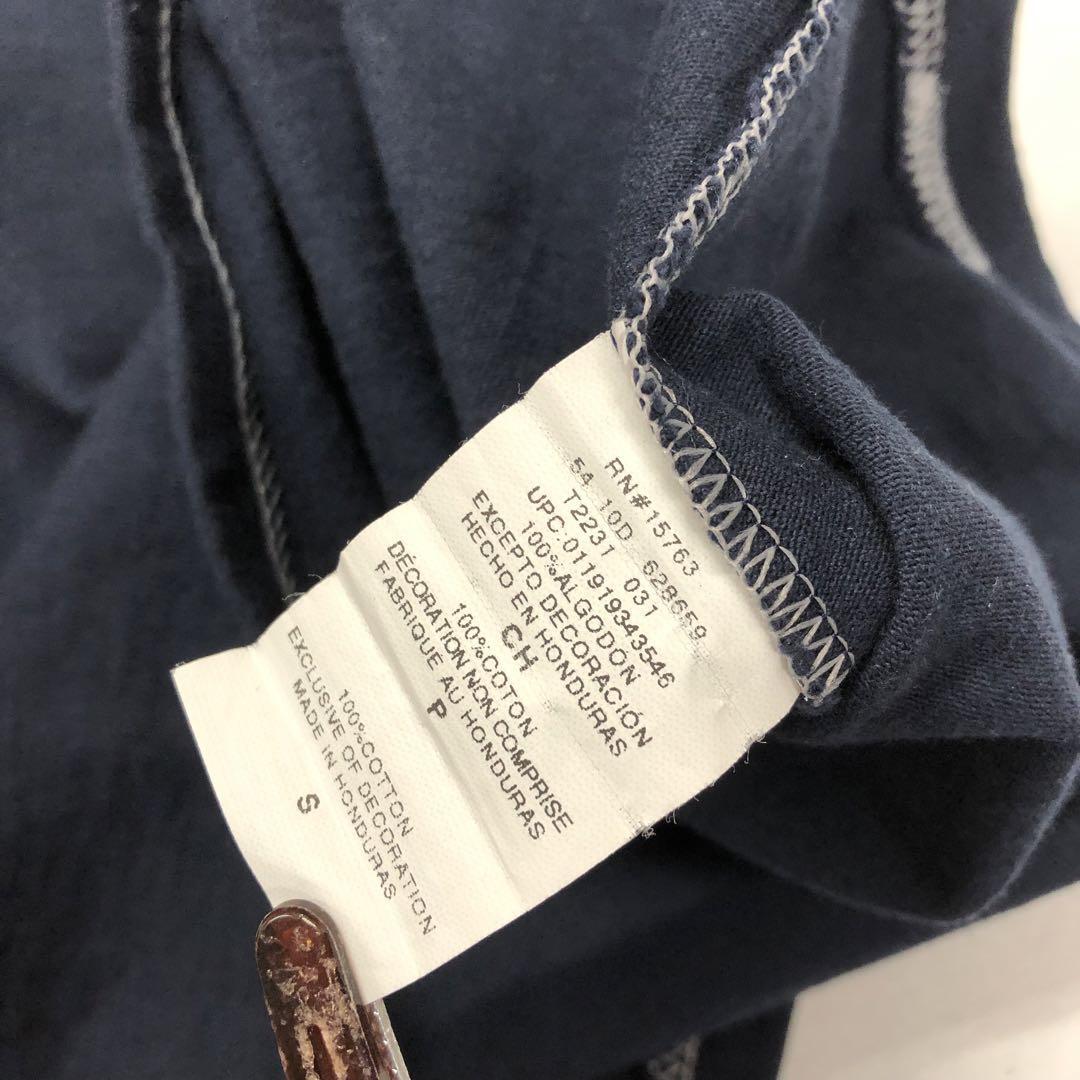 RN#15763
54 10D 628659
T2231 031
UPC:011919343546
100%ALGODON
EXCEPTO DECORACIÓN
HECHO EN HONDURAS
CH
100%COTTON
DÉCORATION NON COMPRISE
FABRIQUE AU HONDURAS
P
100%COTTON
EXCLUSIVE OF DECORATION
MADE IN HONDURAS
S